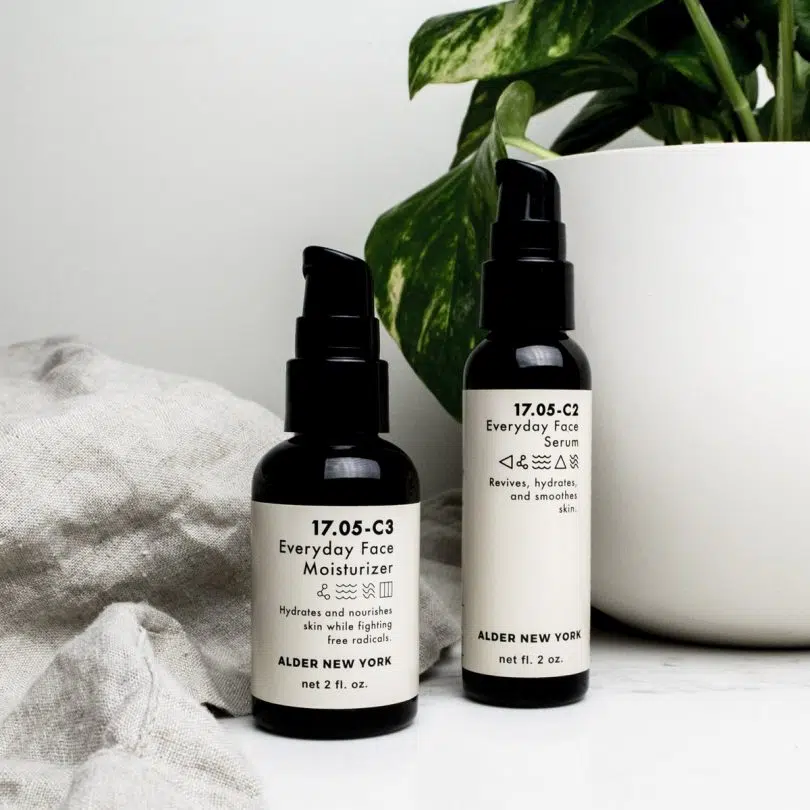 17.05-C3
Everyday Face
Moisturizer
Hydrates and nourishes
skin while fighting
free radicals.
ALDER NEW YORK
net 2 fl. oz.
17.05-C2
Everyday Face
Serum
Revives, hydrates,
and smoothes
skin.
ALDER NEW YORK
net fl. 2 oz.